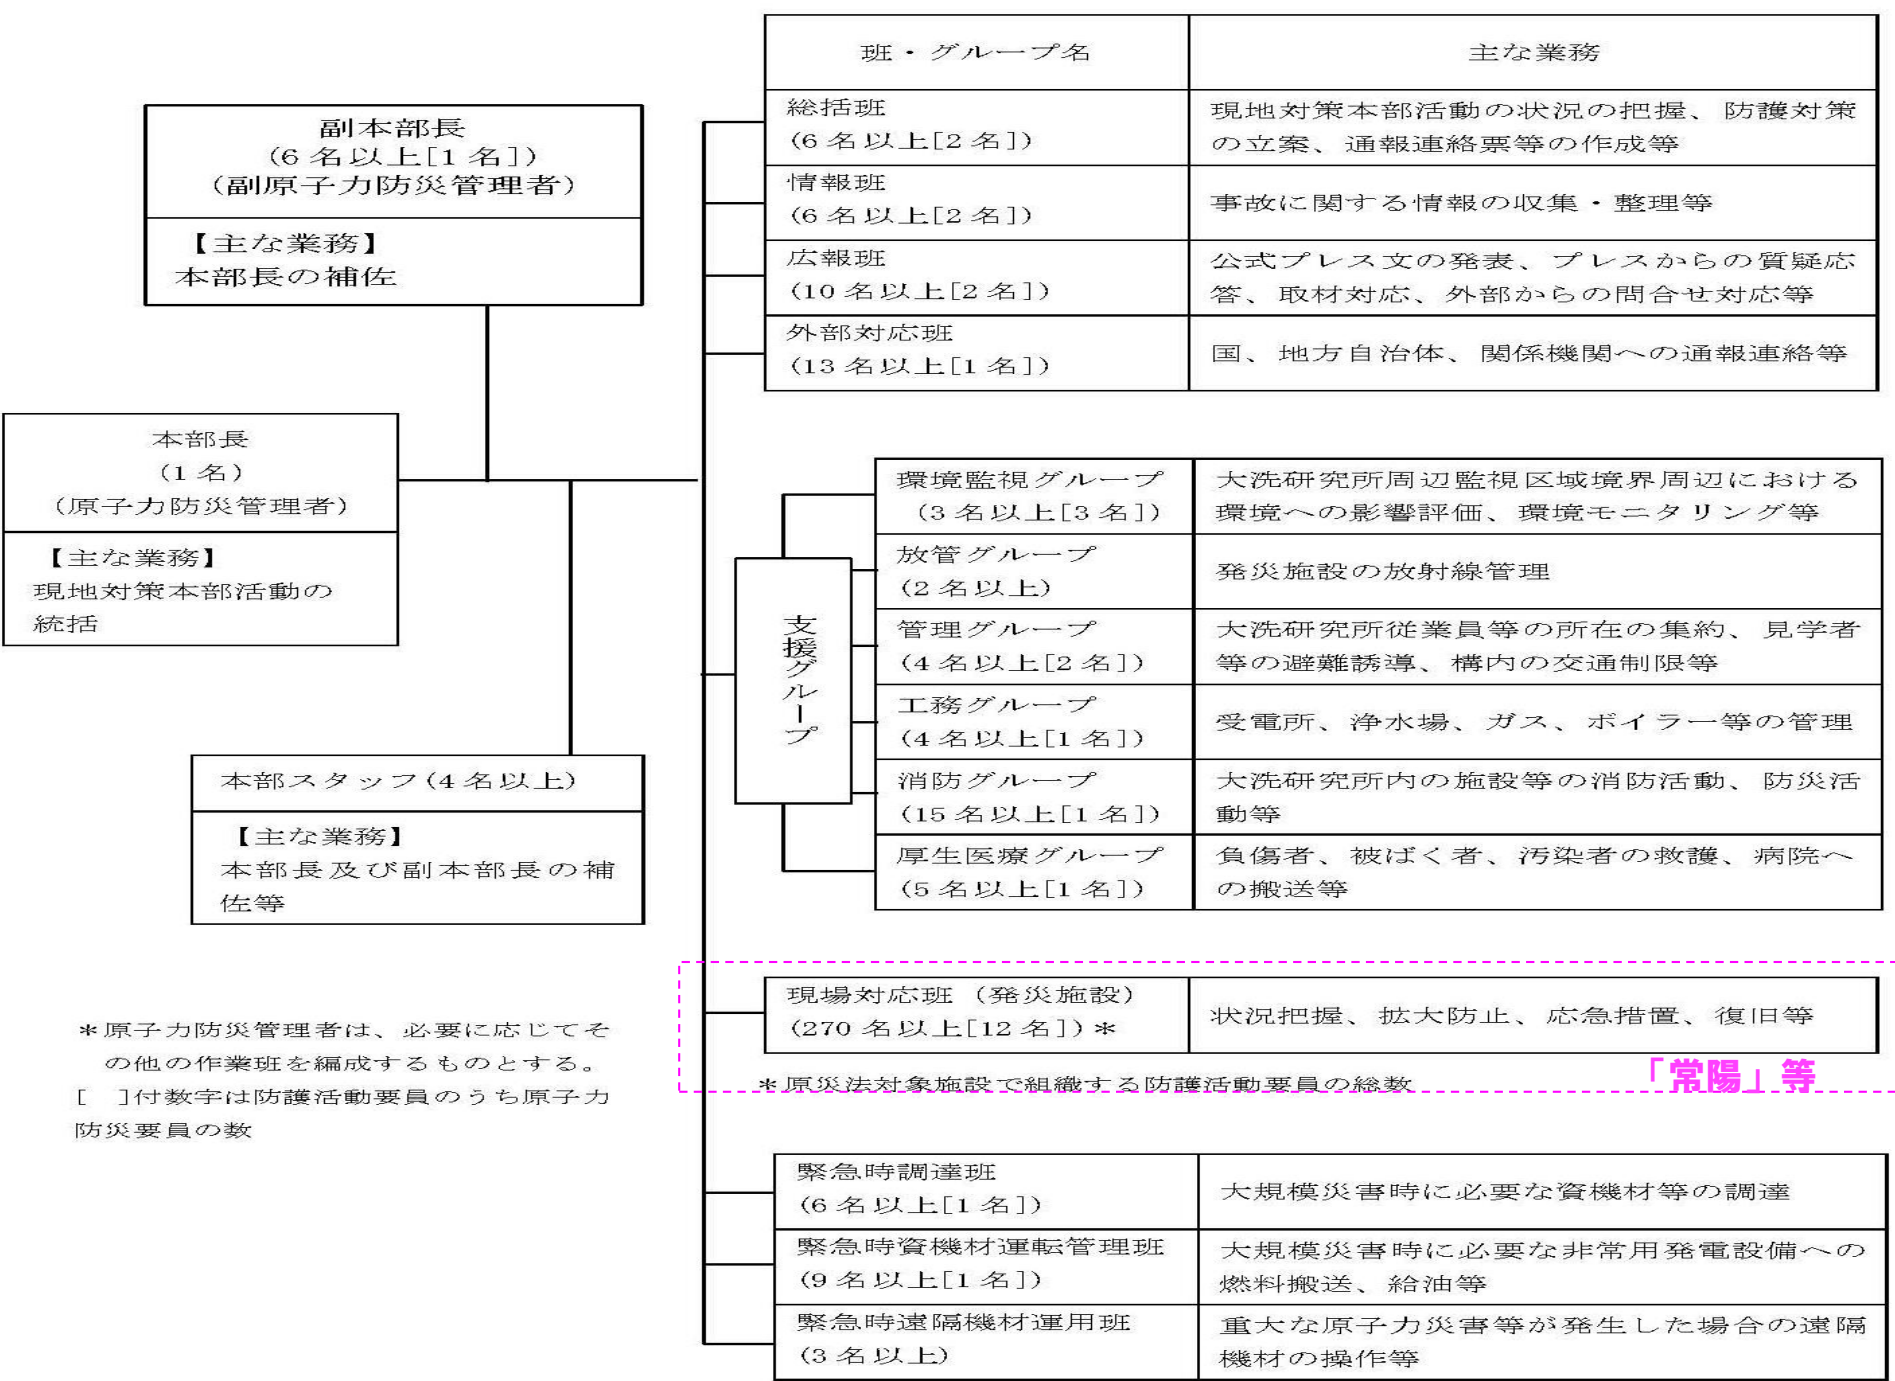 副本部長
(6名以上[1名])
(副原子力防災管理者)
【主な業務】
本部長の補佐
本部長
(1名)
(原子力防災管理者)
【主な業務】
現地対策本部活動の
統括
本部スタッフ(4名以上)
【主な業務】
本部長及び副本部長の補
佐等
＊原子力防災管理者は、必要に応じてそ
の他の作業班を編成するものとする。
[　]付数字は防護活動要員のうち原子力
防災要員の数
班・グループ名
主な業務
総括班
(6名以上[2名])
現地対策本部活動の状況の把握、防護対策
の立案、通報連絡票等の作成等
情報班
(6名以上[2名])
事故に関する情報の収集・整理等
広報班
(10名以上[2名])
公式プレス文の発表、プレスからの質疑応
答、取材対応、外部からの問合せ対応等
外部対応班
(13名以上[1名])
国、地方自治体、関係機関への通報連絡等
支援グループ
環境監視グループ
(3名以上[3名])
大洗研究所周辺監視区域境界周辺における
環境への影響評価、環境モニタリング等
放管グループ
(2名以上)
発災施設の放射線管理
管理グループ
(4名以上[2名])
大洗研究所従業員等の所在の集約、見学者
等の避難誘導、構内の交通制限等
工務グループ
(4名以上[1名])
受電所、浄水場、ガス、ボイラー等の管理
消防グループ
(15名以上[1名])
大洗研究所内の施設等の消防活動、防災活
動等
厚生医療グループ
(5名以上[1名])
負傷者、被ばく者、汚染者の救護、病院へ
の搬送等
現場対応班（発災施設）
(270名以上[12名])＊
状況把握、拡大防止、応急措置、復旧等
＊原災法対象施設で組織する防護活動要員の総数
「常陽」等
緊急時調達班
(6名以上[1名])
大規模災害時に必要な資機材等の調達
緊急時資機材運転管理班
(9名以上[1名])
大規模災害時に必要な非常用発電設備への
燃料搬送、給油等
緊急時遠隔機材運用班
(3名以上)
重大な原子力災害等が発生した場合の遠隔
機材の操作等